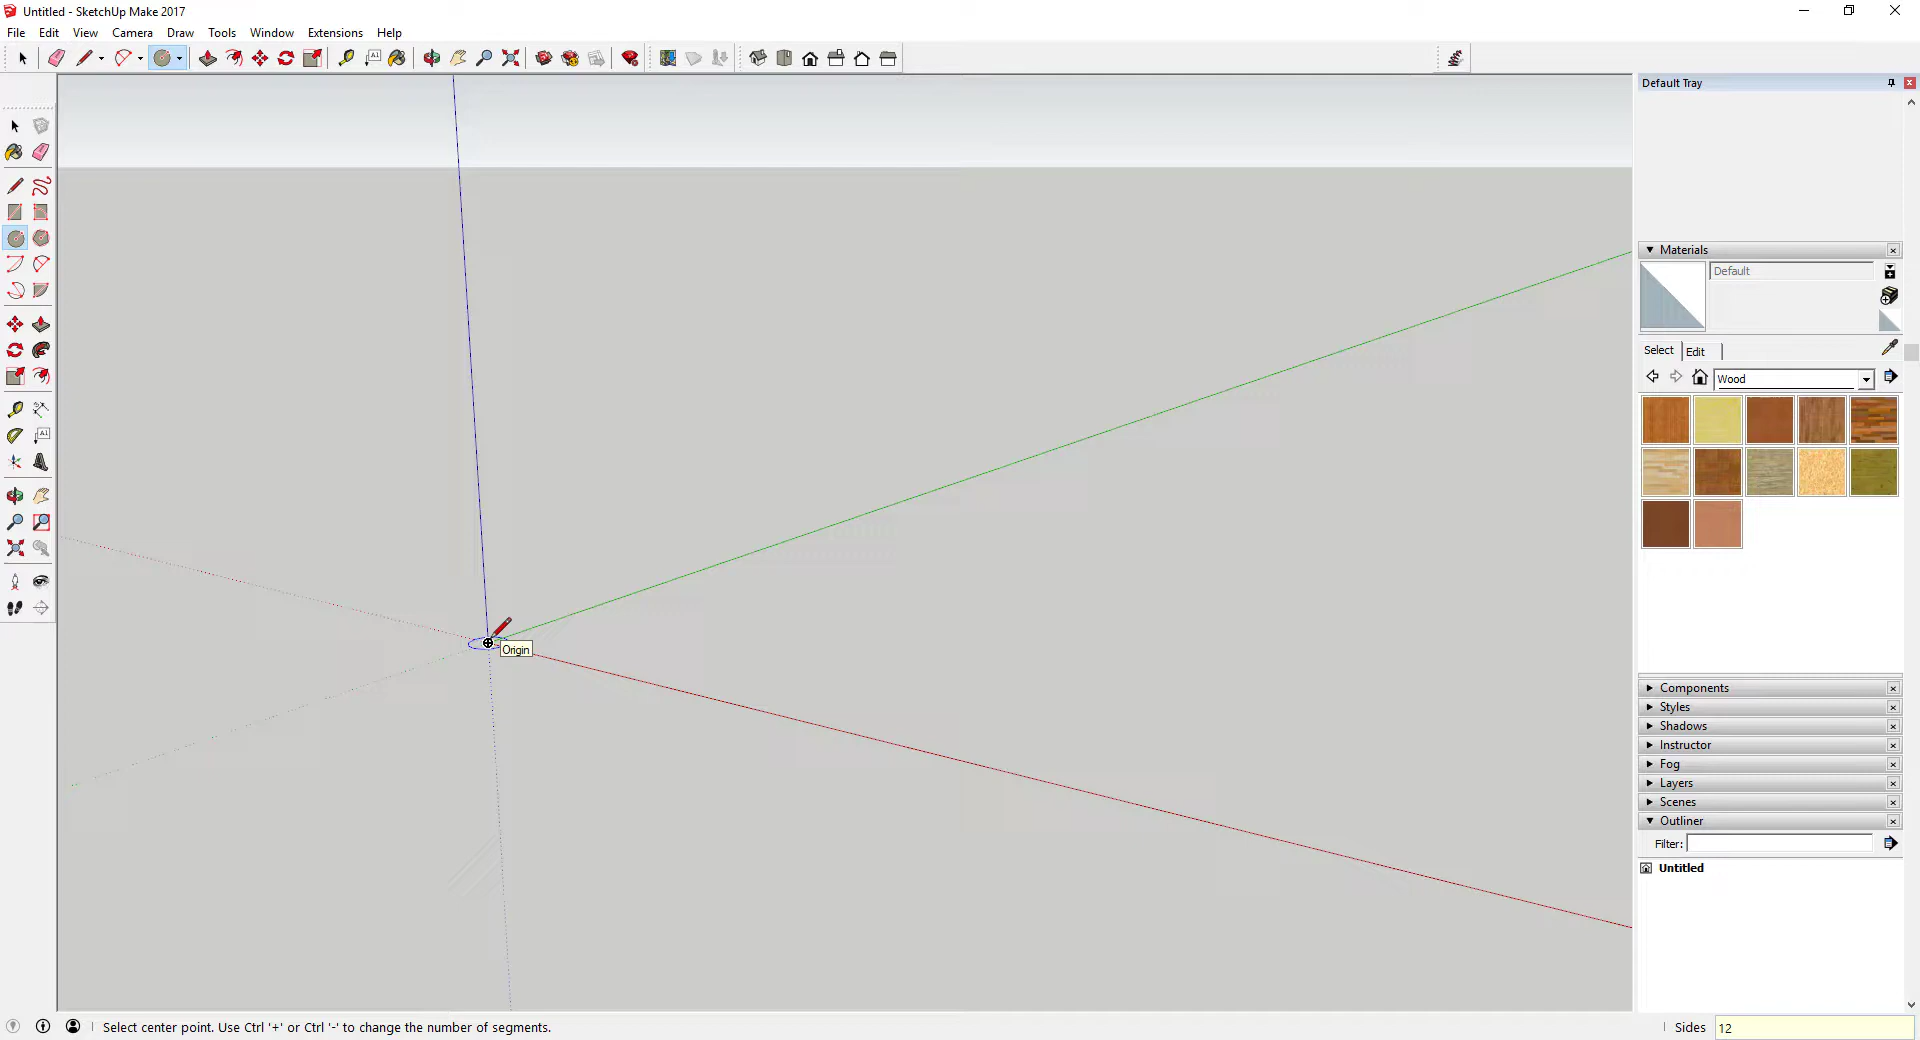 Untitled - SketchUp Make 2017
File Edit View Camera Draw Tools Window Extensions Help
Default Tray
Materials
Default
Select Edit
Wood
Origin
Components
Styles
Shadows
Instructor
Fog
Layers
Scenes
Outliner
Filter:
Untitled
Select center point. Use Ctrl '+' or Ctrl '-' to change the number of segments.
Sides 12